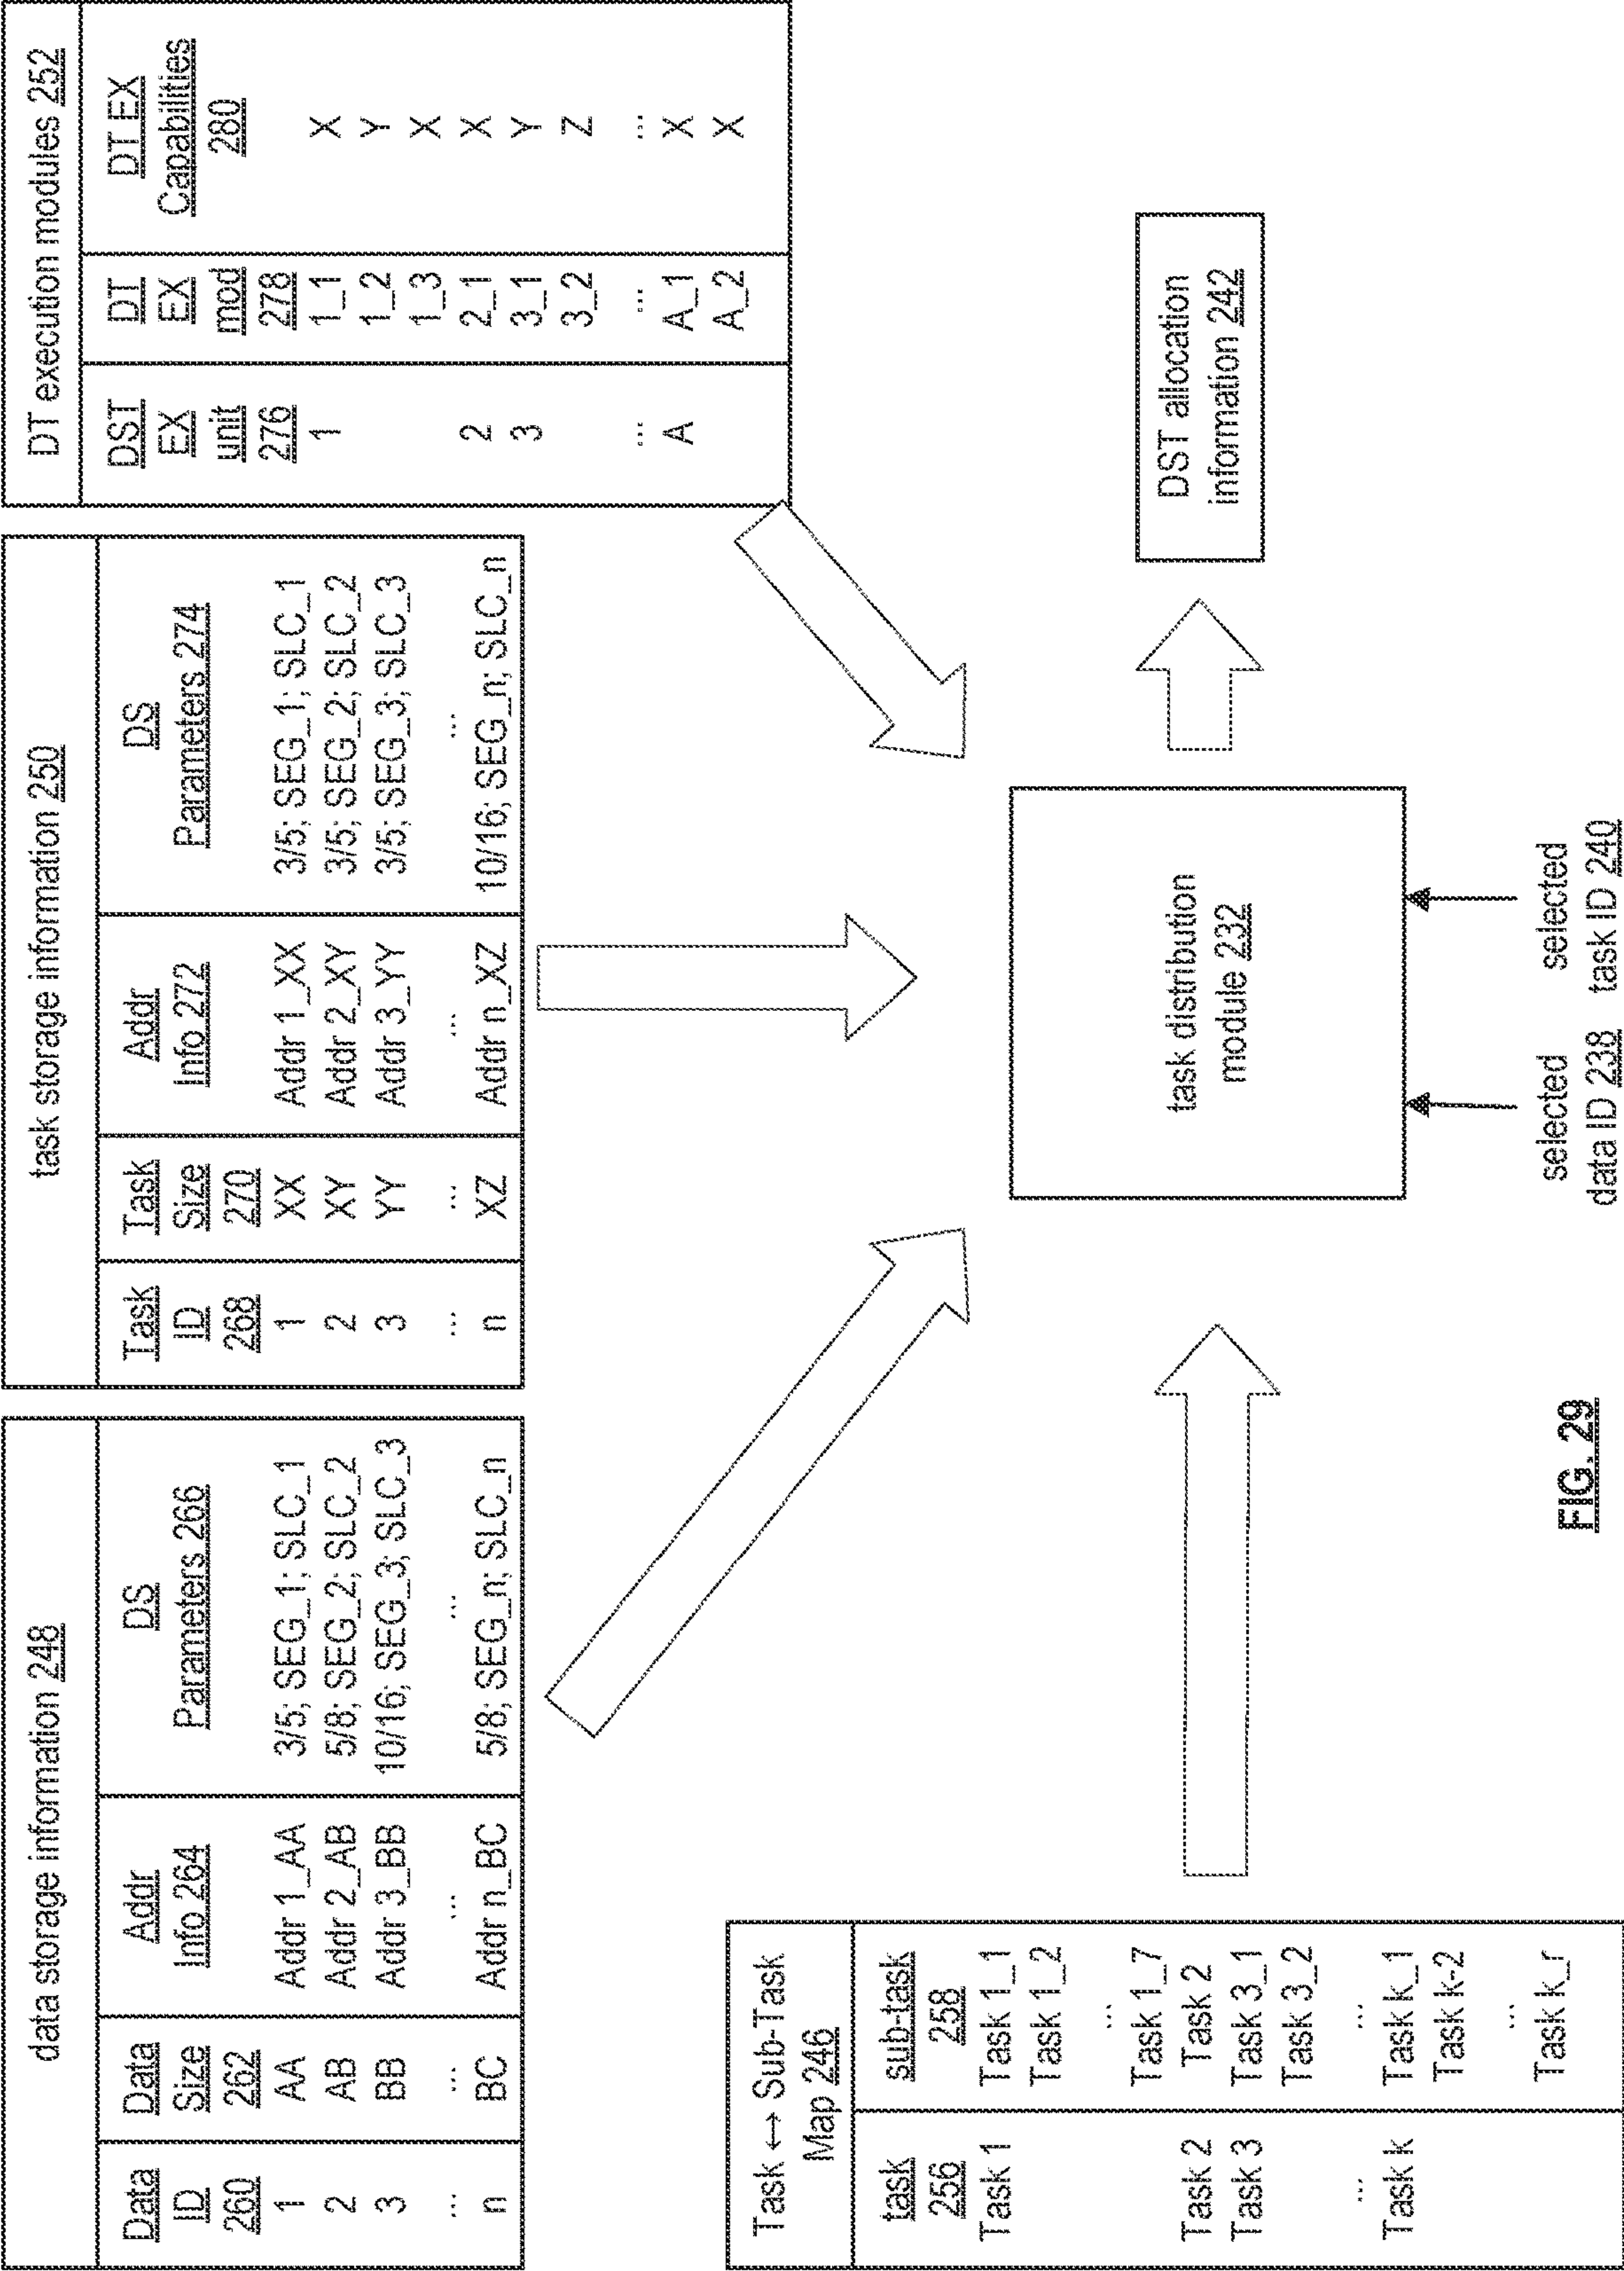 data storage information 248
Data ID 260 | Data Size 262 | Addr Info 264 | DS Parameters 266
1 AA Addr 1_AA 3/5; SEG_1; SLC_1
2 AB Addr 2_AB 5/8; SEG_2; SLC_2
3 BB Addr 3_BB 10/16; SEG_3; SLC_3
... ... ... ...
n BC Addr n_BC 5/8; SEG_n; SLC_n
task storage information 250
Task ID 268 | Task Size 270 | Addr Info 272 | DS Parameters 274
1 XX Addr 1_XX 3/5; SEG_1; SLC_1
2 XY Addr 2_XY 3/5; SEG_2; SLC_2
3 YY Addr 3_YY 3/5; SEG_3; SLC_3
... ... ... ...
n XZ Addr n_XZ 10/16; SEG_n; SLC_n
DT execution modules 252
DST EX unit 276 | DT EX mod 278 | DT EX Capabilities 280
1 1_1 X
1_2 Y
1_3 X
2 2_1 X
3 3_1 Y
3_2 Z
... ... ...
A A_1 X
A_2 X
Task ↔ Sub-Task
Map 246
task 256 | sub-task 258
Task 1 Task 1_1
Task 1_2
...
Task 1_7
Task 2 Task 2
Task 3 Task 3_1
Task 3_2
... ...
Task k Task k_1
Task k-2
...
Task k_r
task distribution
module 232
DST allocation
information 242
selected
data ID 238
selected
task ID 240
FIG. 29